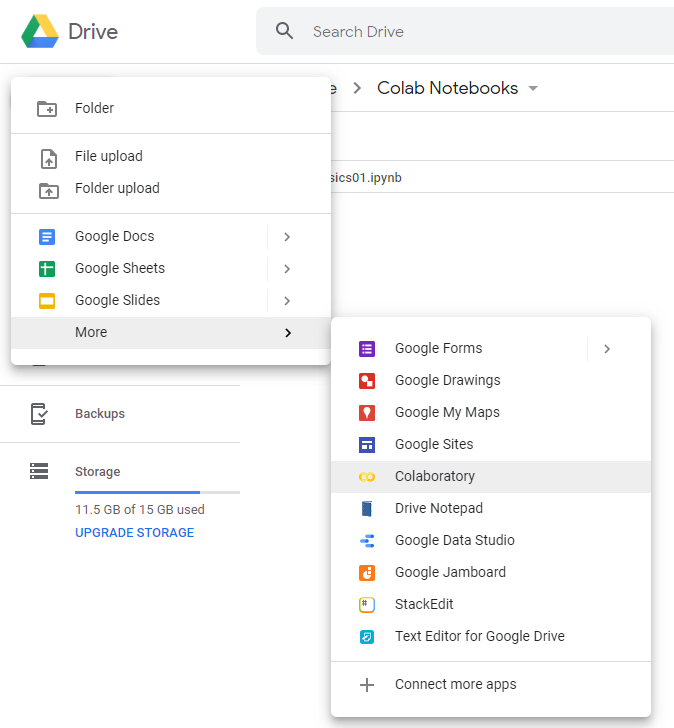 Drive
Search Drive
e > Colab Notebooks
sics01.ipynb
Folder
File upload
Folder upload
Google Docs
Google Sheets
Google Slides
More
Backups
Storage
11.5 GB of 15 GB used
UPGRADE STORAGE
Google Forms
Google Drawings
Google My Maps
Google Sites
Colaboratory
Drive Notepad
Google Data Studio
Google Jamboard
StackEdit
Text Editor for Google Drive
Connect more apps